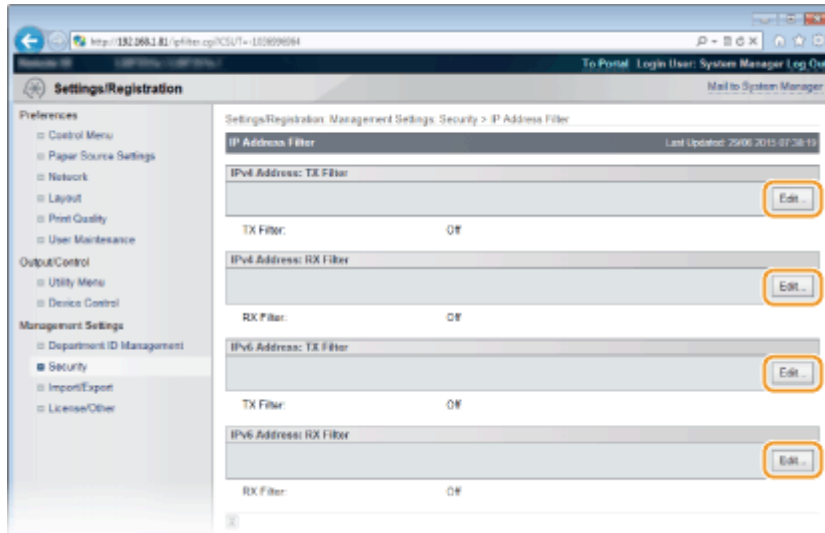 http://192.168.1.81/ipfilter.cgi?CSUT=-1036996964
To Portal Login User: System Manager Log Ou
Settings/Registration
Mail to System Manager
Preferences
Control Menu
Paper Source Settings
Network
Layout
Print Quality
User Maintenance
Output/Control
Utility Menu
Device Control
Management Settings
Department ID Management
Security
Import/Export
License/Other
Settings/Registration: Management Settings: Security > IP Address Filter
IP Address Filter
Last Updated: 29/06 2015 07:38:19
IPv4 Address: TX Filter
Edit...
TX Filter: Off
IPv4 Address: RX Filter
Edit...
RX Filter: Off
IPv6 Address: TX Filter
Edit...
TX Filter: Off
IPv6 Address: RX Filter
Edit...
RX Filter: Off